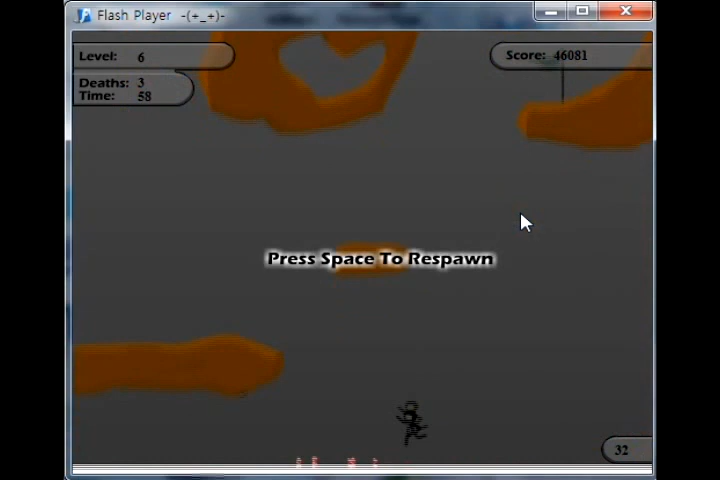 Flash Player -(+_+)-
Level: 6
Score: 46081
Deaths: 3
Time: 58
Press Space To Respawn
32